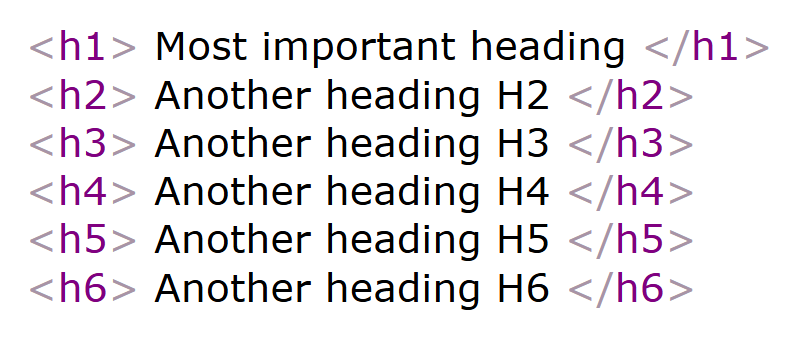 <h1> Most important heading </h1>
<h2> Another heading H2 </h2>
<h3> Another heading H3 </h3>
<h4> Another heading H4 </h4>
<h5> Another heading H5 </h5>
<h6> Another heading H6 </h6>